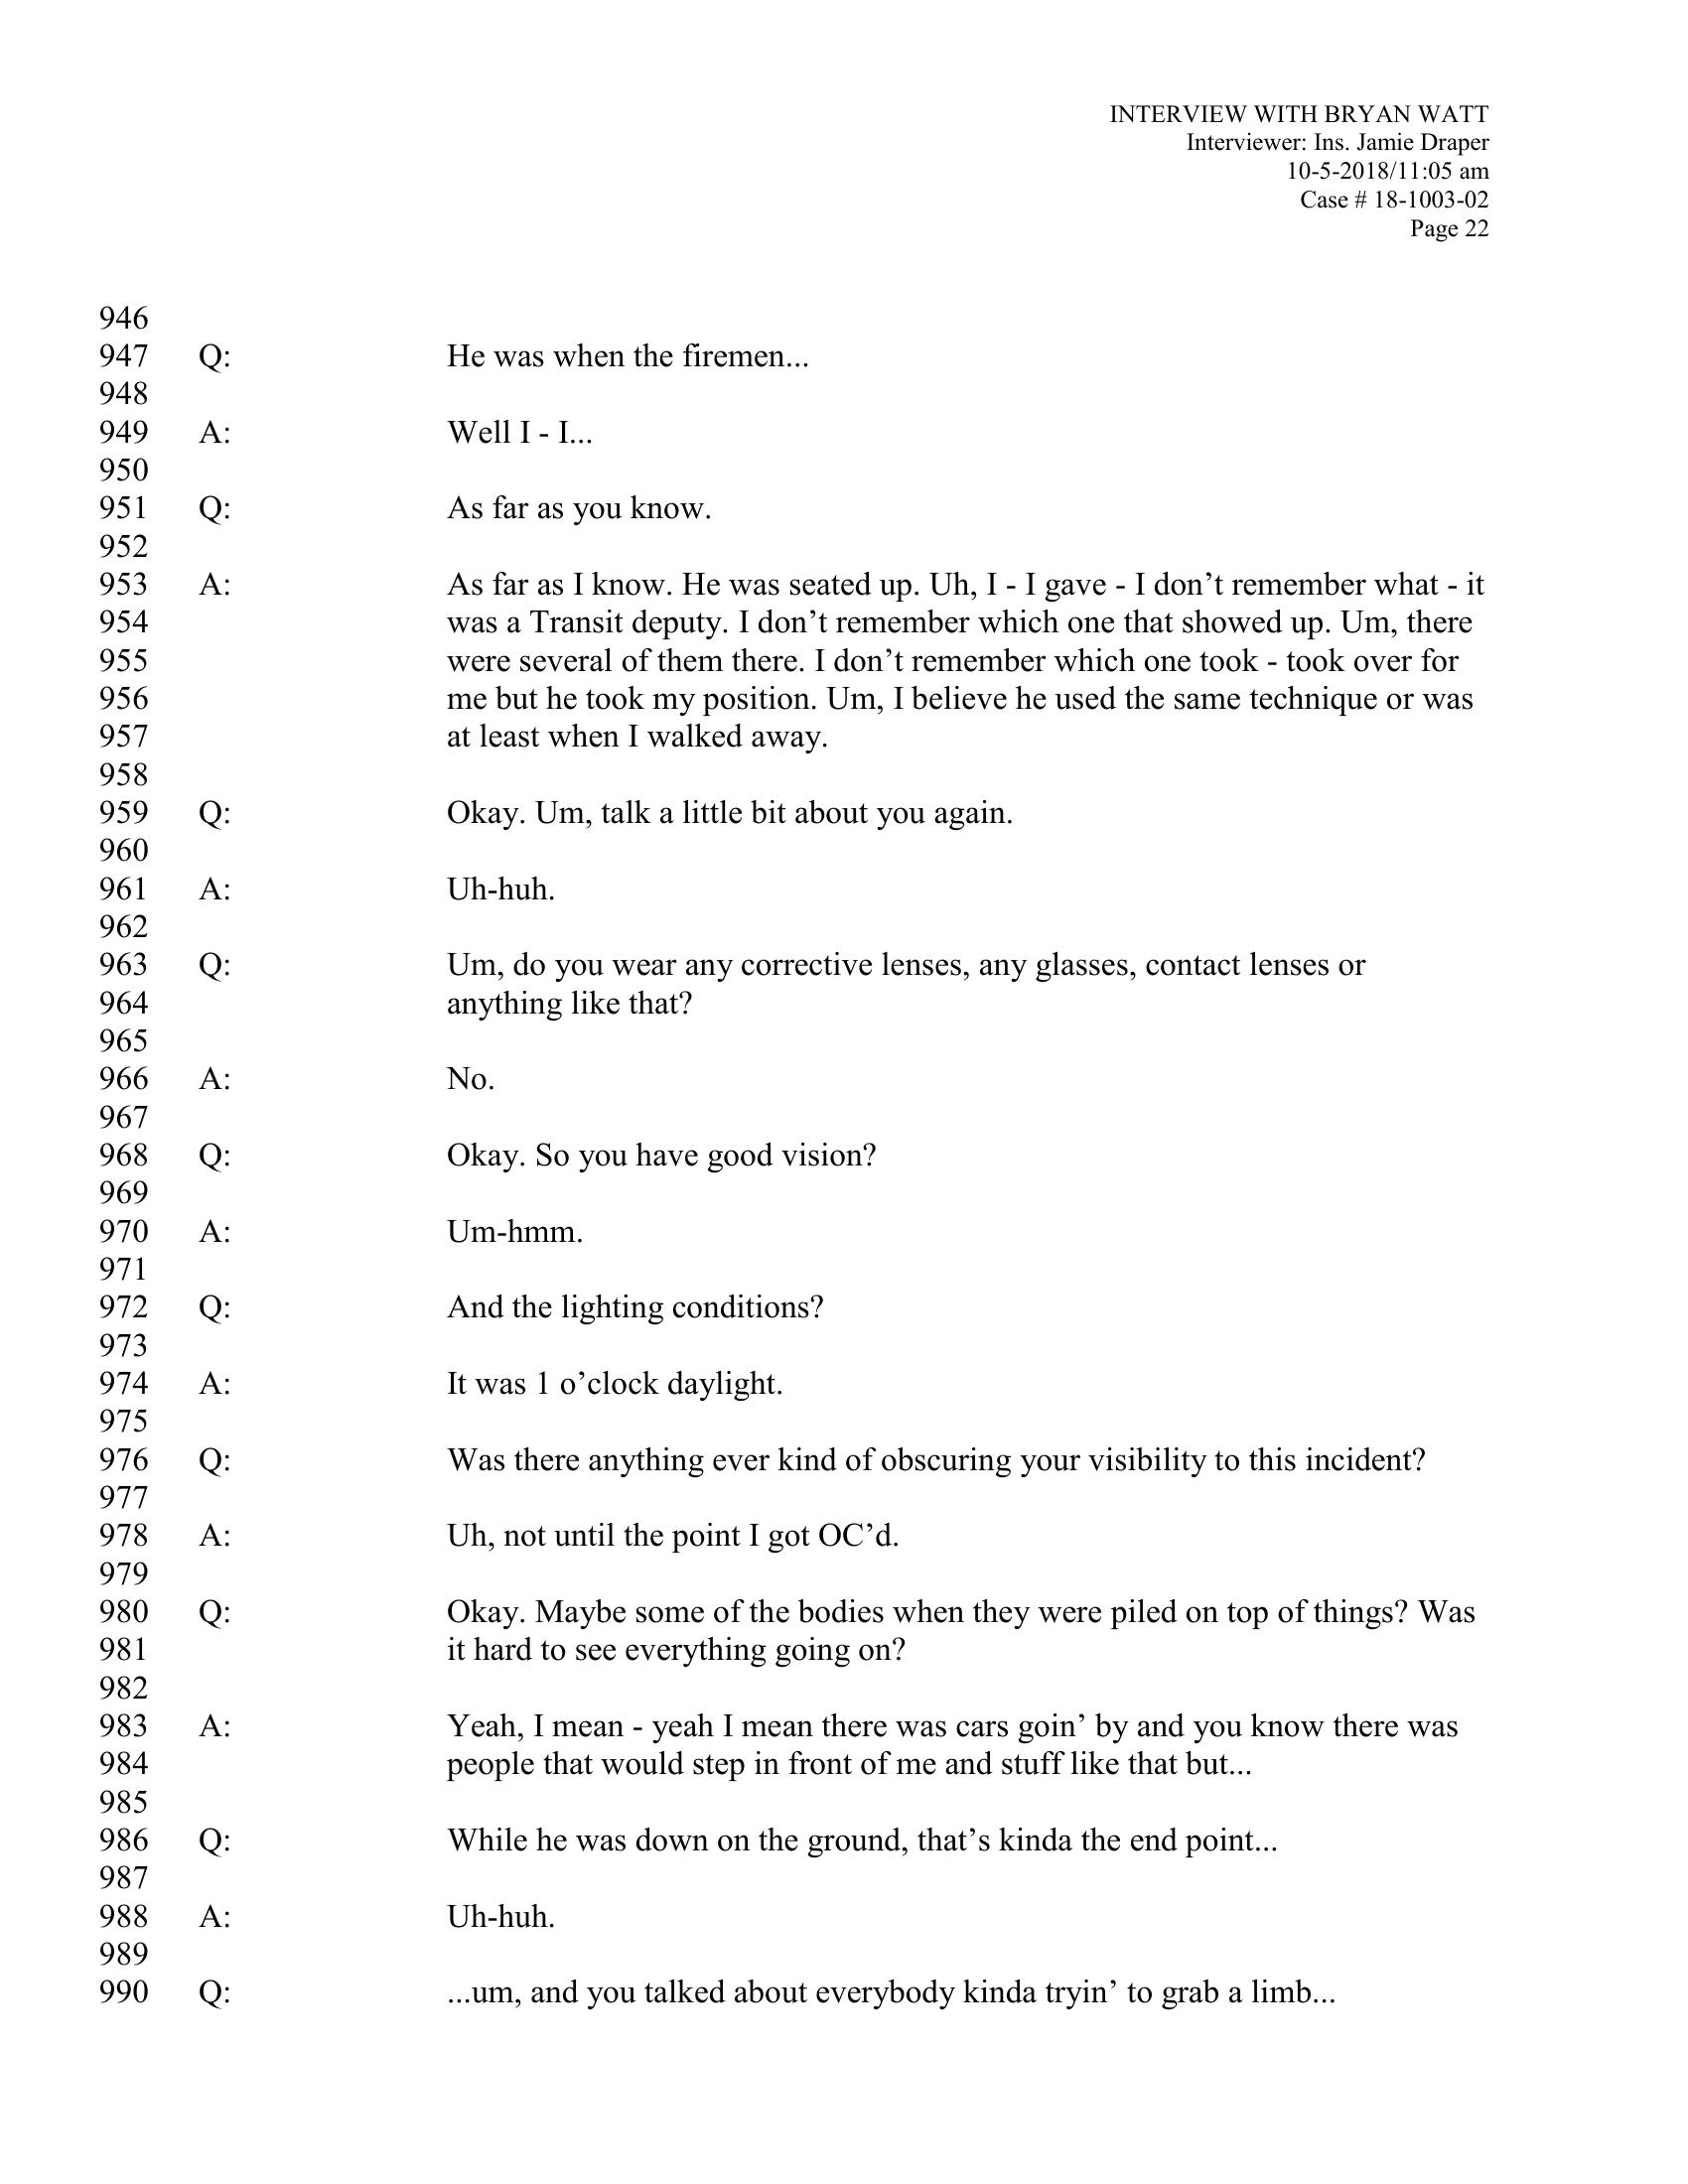 INTERVIEW WITH BRYAN WATT
Interviewer: Ins. Jamie Draper
10-5-2018/11:05 am
Case # 18-1003-02
Page 22
946
947 Q: He was when the firemen...
948
949 A: Well I - I...
950
951 Q: As far as you know.
952
953 A: As far as I know. He was seated up. Uh, I - I gave - I don’t remember what - it
954 was a Transit deputy. I don’t remember which one that showed up. Um, there
955 were several of them there. I don’t remember which one took - took over for
956 me but he took my position. Um, I believe he used the same technique or was
957 at least when I walked away.
958
959 Q: Okay. Um, talk a little bit about you again.
960
961 A: Uh-huh.
962
963 Q: Um, do you wear any corrective lenses, any glasses, contact lenses or
964 anything like that?
965
966 A: No.
967
968 Q: Okay. So you have good vision?
969
970 A: Um-hmm.
971
972 Q: And the lighting conditions?
973
974 A: It was 1 o’clock daylight.
975
976 Q: Was there anything ever kind of obscuring your visibility to this incident?
977
978 A: Uh, not until the point I got OC’d.
979
980 Q: Okay. Maybe some of the bodies when they were piled on top of things? Was
981 it hard to see everything going on?
982
983 A: Yeah, I mean - yeah I mean there was cars goin’ by and you know there was
984 people that would step in front of me and stuff like that but...
985
986 Q: While he was down on the ground, that’s kinda the end point...
987
988 A: Uh-huh.
989
990 Q: ...um, and you talked about everybody kinda tryin’ to grab a limb...